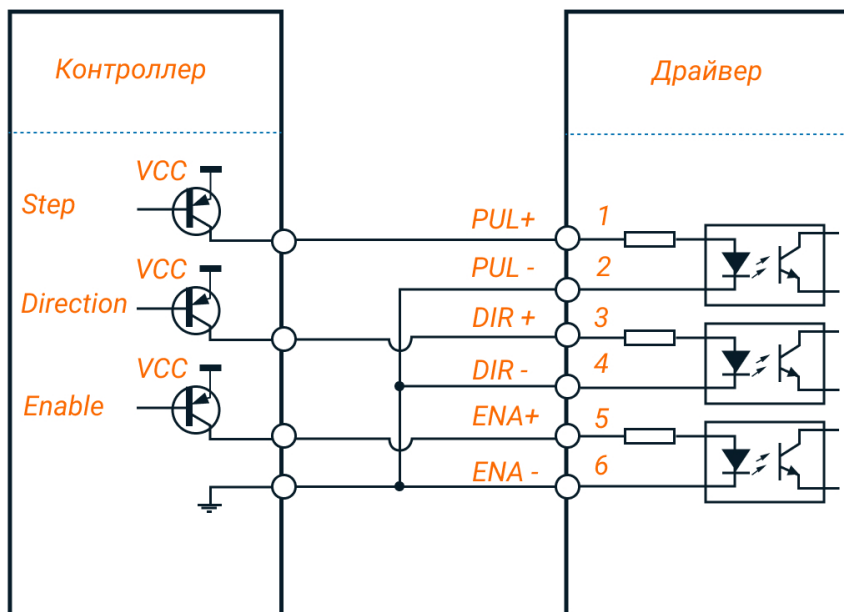 Контроллер
Драйвер
VCC
Step
PUL+
1
PUL -
2
VCC
Direction
DIR +
3
DIR -
4
VCC
Enable
ENA+
5
ENA -
6